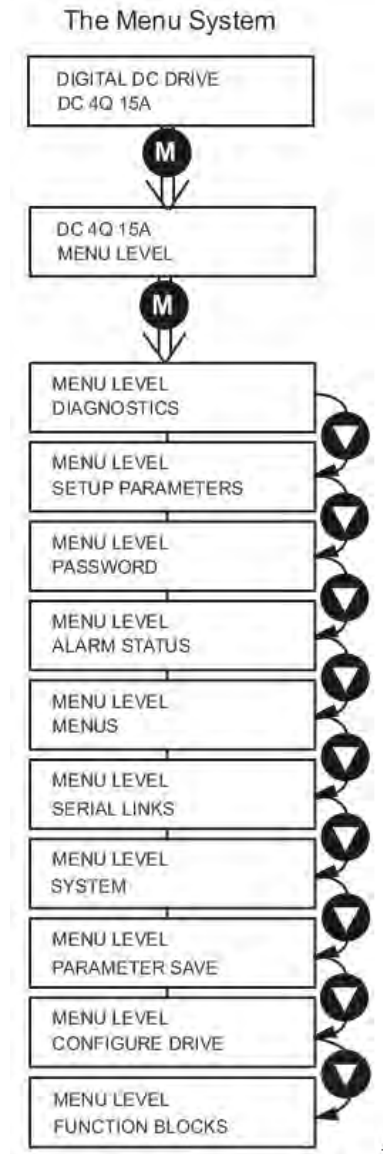 The Menu System
DIGITAL DC DRIVE
DC 4Q 15A
M
DC 4Q 15A
MENU LEVEL
M
MENU LEVEL
DIAGNOSTICS
MENU LEVEL
SETUP PARAMETERS
MENU LEVEL
PASSWORD
MENU LEVEL
ALARM STATUS
MENU LEVEL
MENUS
MENU LEVEL
SERIAL LINKS
MENU LEVEL
SYSTEM
MENU LEVEL
PARAMETER SAVE
MENU LEVEL
CONFIGURE DRIVE
MENU LEVEL
FUNCTION BLOCKS